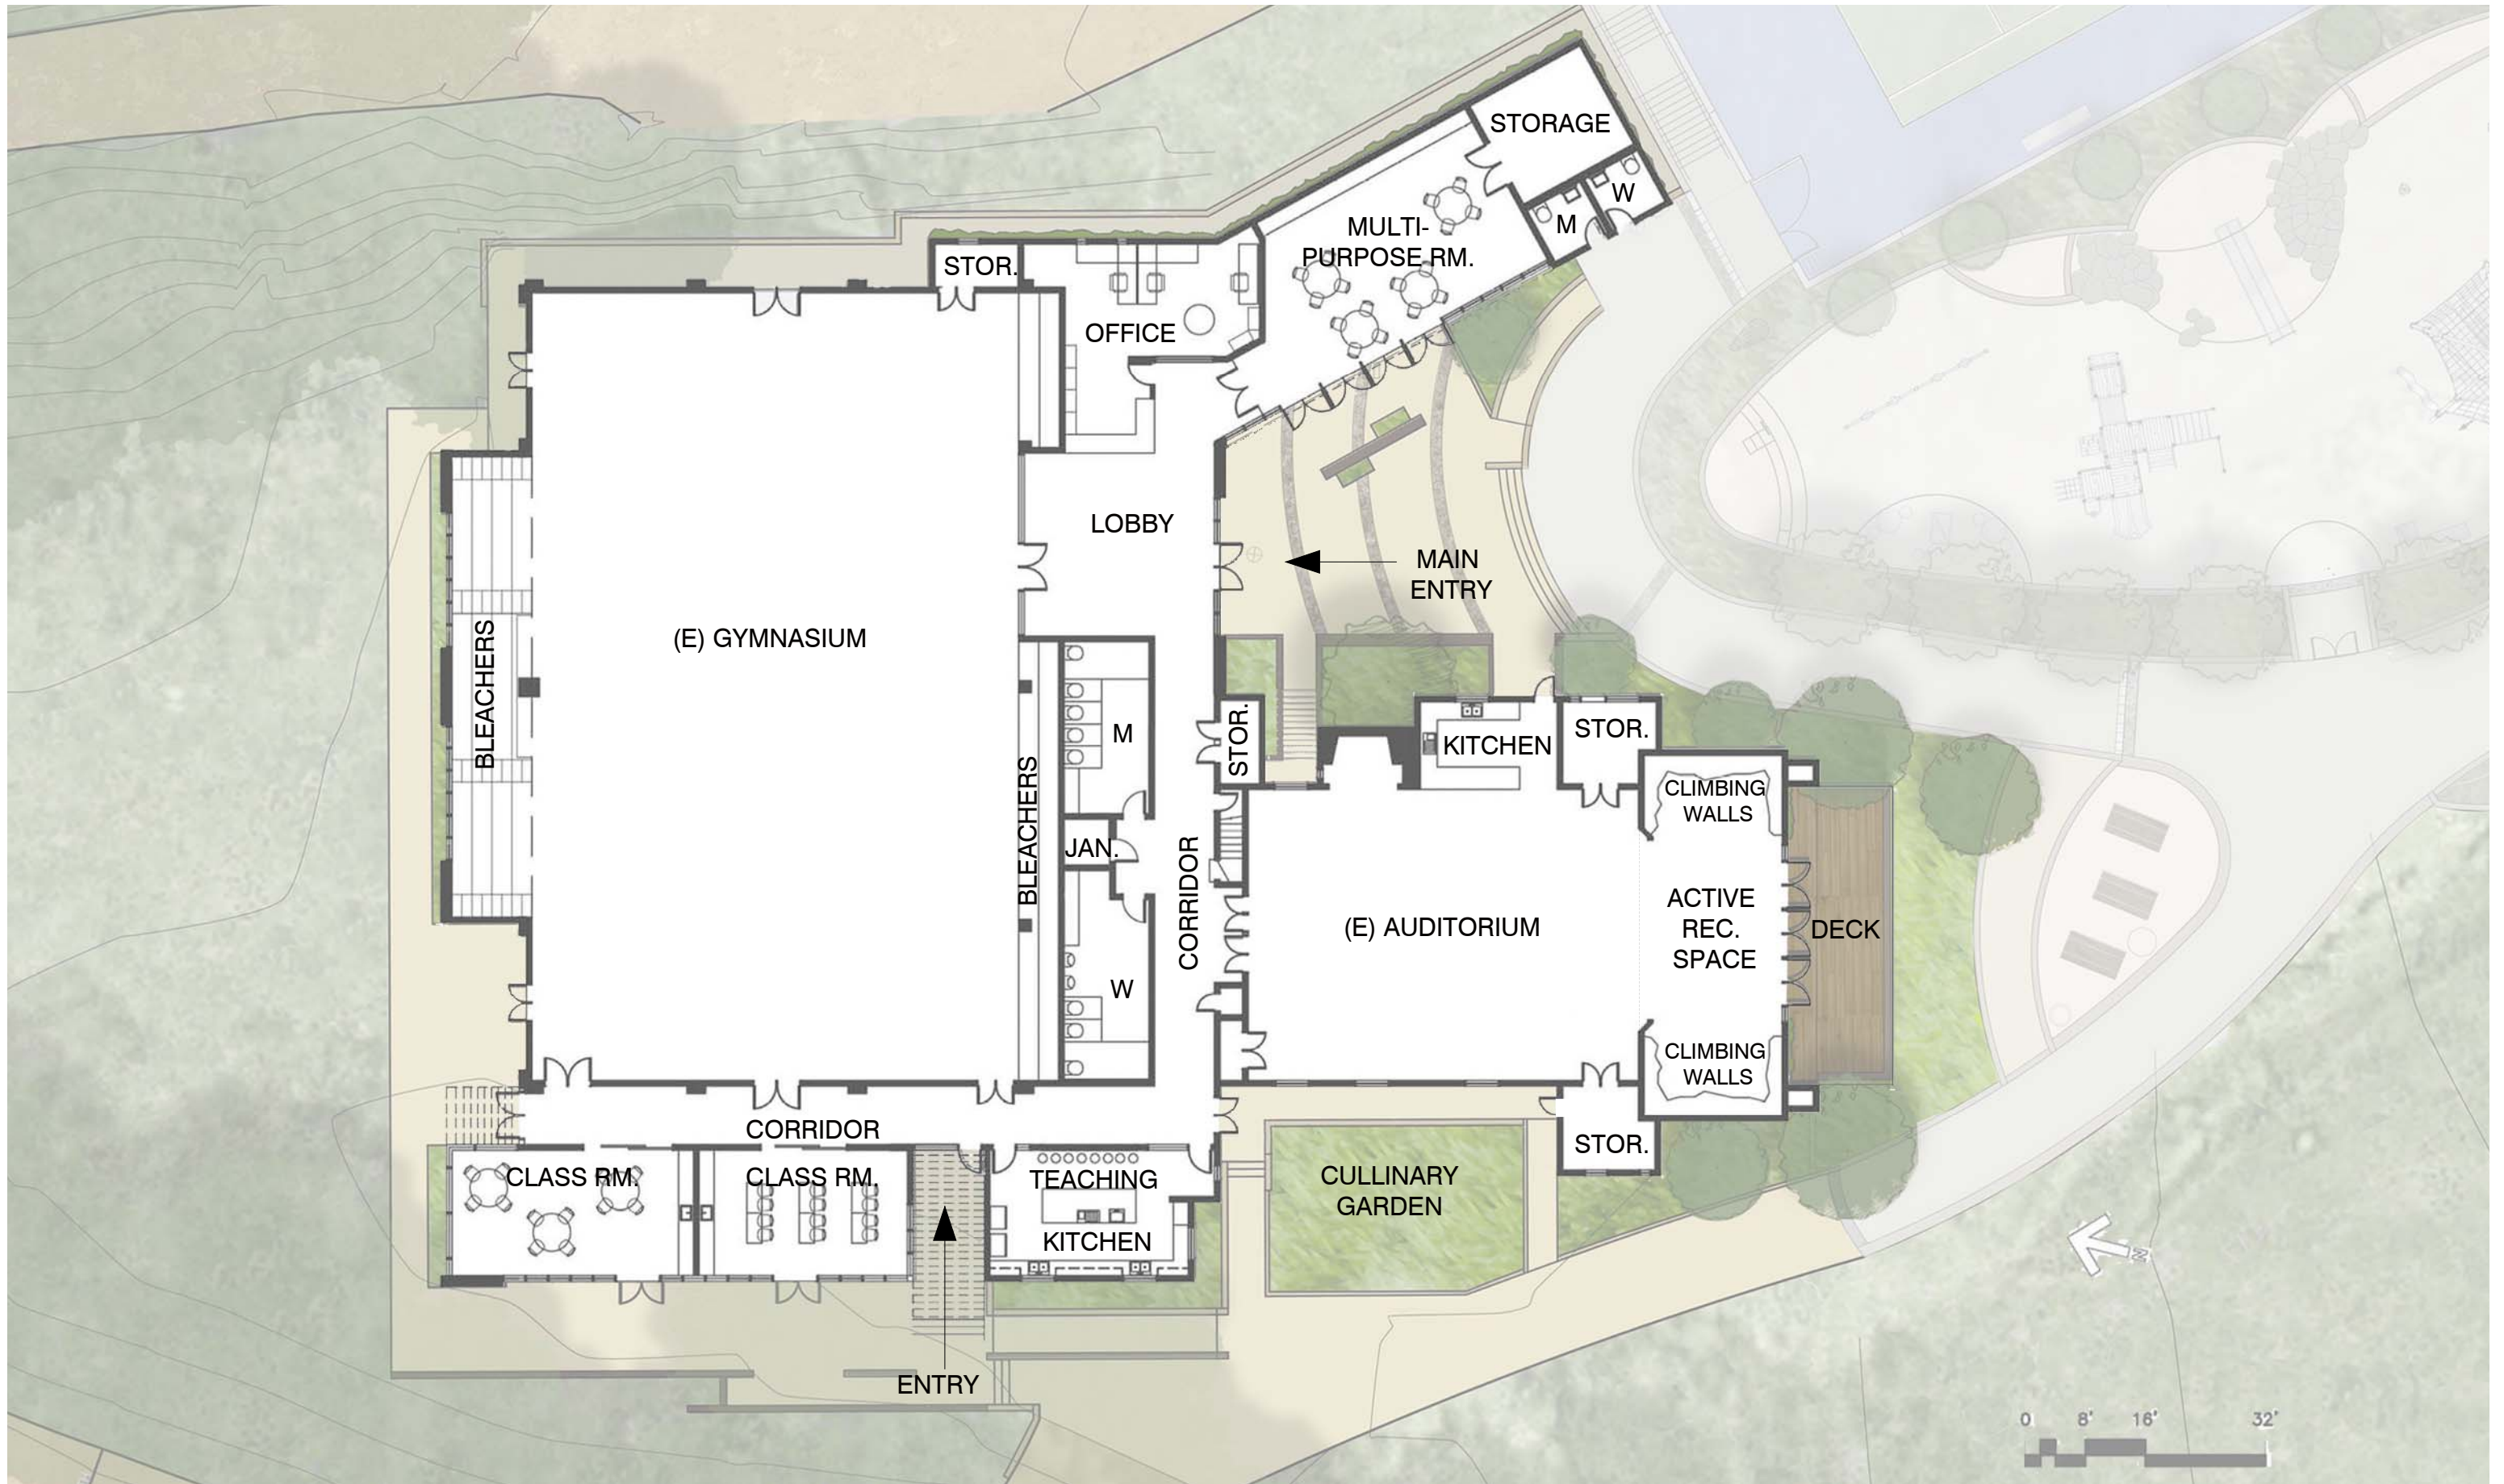 STORAGE
W
M
MULTI-
PURPOSE RM.
STOR.
OFFICE
LOBBY
MAIN
ENTRY
(E) GYMNASIUM
BLEACHERS
M
STOR.
KITCHEN
STOR.
CLIMBING
WALLS
BLEACHERS
JAN.
CORRIDOR
(E) AUDITORIUM
ACTIVE
REC.
SPACE
DECK
W
CLIMBING
WALLS
CORRIDOR
STOR.
CLASS RM.
CLASS RM.
TEACHING
KITCHEN
CULLINARY
GARDEN
N
ENTRY
0 8' 16' 32'